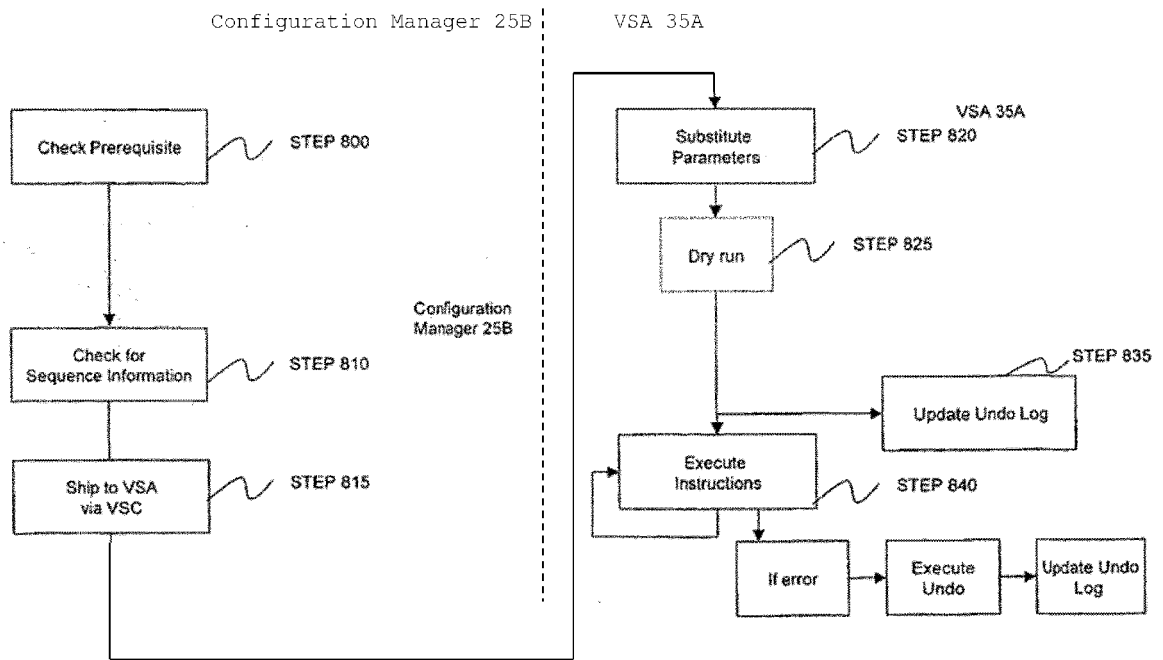 Configuration Manager 25B
VSA 35A
Check Prerequisite
STEP 800
Configuration
Manager 25B
Check for
Sequence Information
STEP 810
Ship to VSA
via VSC
STEP 815
VSA 35A
Substitute
Parameters
STEP 820
Dry run
STEP 825
STEP 835
Update Undo Log
Execute
Instructions
STEP 840
If error
Execute
Undo
Update Undo
Log